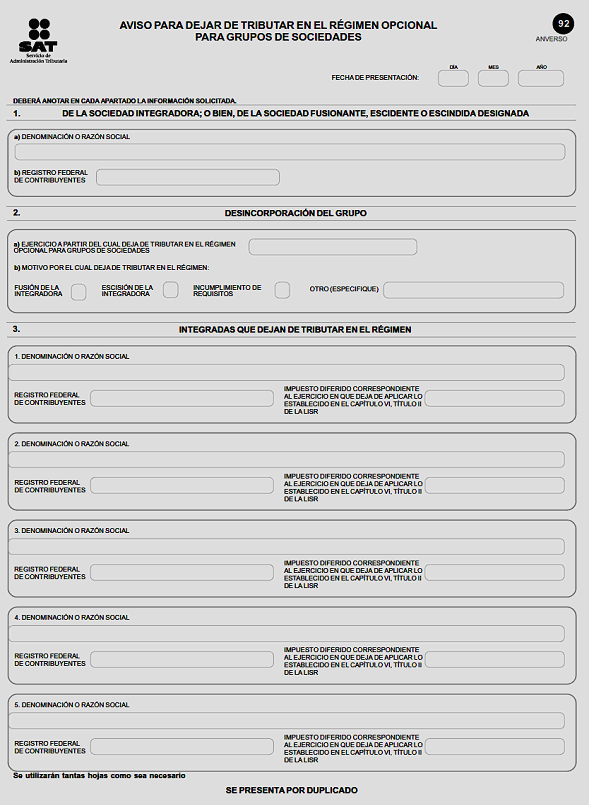 SAT
Servicio de
Administración Tributaria
AVISO PARA DEJAR DE TRIBUTAR EN EL RÉGIMEN OPCIONAL
PARA GRUPOS DE SOCIEDADES
92
ANVERSO
FECHA DE PRESENTACIÓN:
DÍA
MES
AÑO
DEBERÁ ANOTAR EN CADA APARTADO LA INFORMACIÓN SOLICITADA.
1. DE LA SOCIEDAD INTEGRADORA; O BIEN, DE LA SOCIEDAD FUSIONANTE, ESCIDENTE O ESCINDIDA DESIGNADA
a) DENOMINACIÓN O RAZÓN SOCIAL
b) REGISTRO FEDERAL
DE CONTRIBUYENTES
2. DESINCORPORACIÓN DEL GRUPO
a) EJERCICIO A PARTIR DEL CUAL DEJA DE TRIBUTAR EN EL RÉGIMEN
OPCIONAL PARA GRUPOS DE SOCIEDADES
b) MOTIVO POR EL CUAL DEJA DE TRIBUTAR EN EL RÉGIMEN:
FUSIÓN DE LA
INTEGRADORA
ESCISIÓN DE LA
INTEGRADORA
INCUMPLIMIENTO DE
REQUISITOS
OTRO (ESPECIFIQUE)
3. INTEGRADAS QUE DEJAN DE TRIBUTAR EN EL RÉGIMEN
1. DENOMINACIÓN O RAZÓN SOCIAL
REGISTRO FEDERAL
DE CONTRIBUYENTES
IMPUESTO DIFERIDO CORRESPONDIENTE
AL EJERCICIO EN QUE DEJA DE APLICAR LO
ESTABLECIDO EN EL CAPÍTULO VI, TÍTULO II
DE LA LISR
2. DENOMINACIÓN O RAZÓN SOCIAL
REGISTRO FEDERAL
DE CONTRIBUYENTES
IMPUESTO DIFERIDO CORRESPONDIENTE
AL EJERCICIO EN QUE DEJA DE APLICAR LO
ESTABLECIDO EN EL CAPÍTULO VI, TÍTULO II
DE LA LISR
3. DENOMINACIÓN O RAZÓN SOCIAL
REGISTRO FEDERAL
DE CONTRIBUYENTES
IMPUESTO DIFERIDO CORRESPONDIENTE
AL EJERCICIO EN QUE DEJA DE APLICAR LO
ESTABLECIDO EN EL CAPÍTULO VI, TÍTULO II
DE LA LISR
4. DENOMINACIÓN O RAZÓN SOCIAL
REGISTRO FEDERAL
DE CONTRIBUYENTES
IMPUESTO DIFERIDO CORRESPONDIENTE
AL EJERCICIO EN QUE DEJA DE APLICAR LO
ESTABLECIDO EN EL CAPÍTULO VI, TÍTULO II
DE LA LISR
5. DENOMINACIÓN O RAZÓN SOCIAL
REGISTRO FEDERAL
DE CONTRIBUYENTES
IMPUESTO DIFERIDO CORRESPONDIENTE
AL EJERCICIO EN QUE DEJA DE APLICAR LO
ESTABLECIDO EN EL CAPÍTULO VI, TÍTULO II
DE LA LISR
Se utilizarán tantas hojas como sea necesario
SE PRESENTA POR DUPLICADO